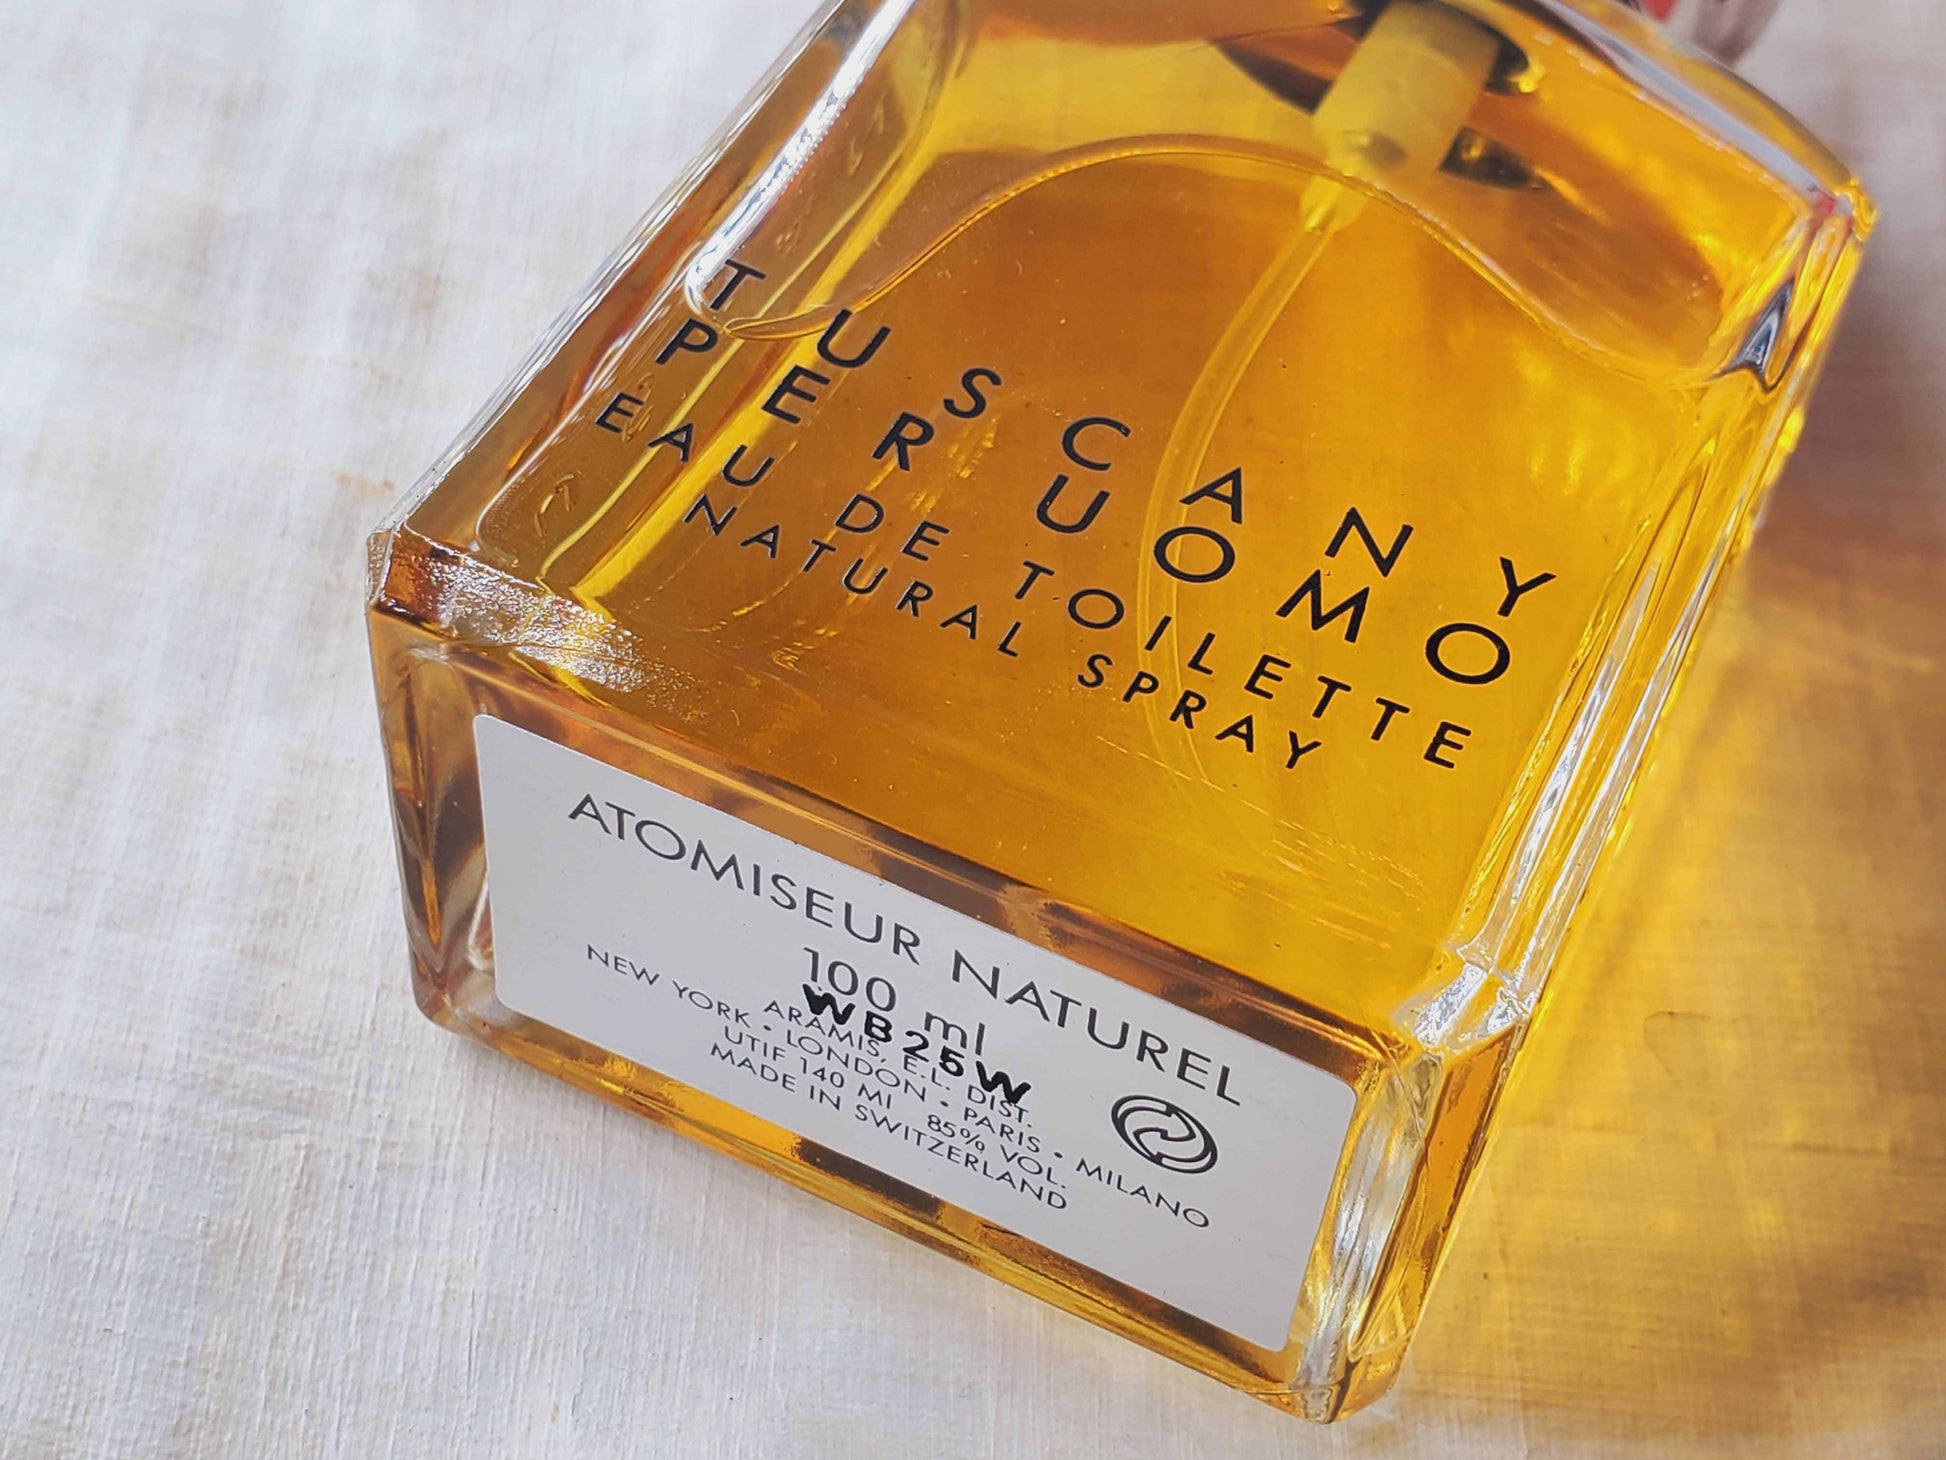 TUSCANY
PER UOMO
EAU DE TOILETTE
NATURAL SPRAY
ATOMISEUR NATUREL
100 ml
WB25W
ARAMIS, E.L. DIST.
NEW YORK • LONDON • PARIS • MILANO
UTIF 140 MI 85% VOL.
MADE IN SWITZERLAND